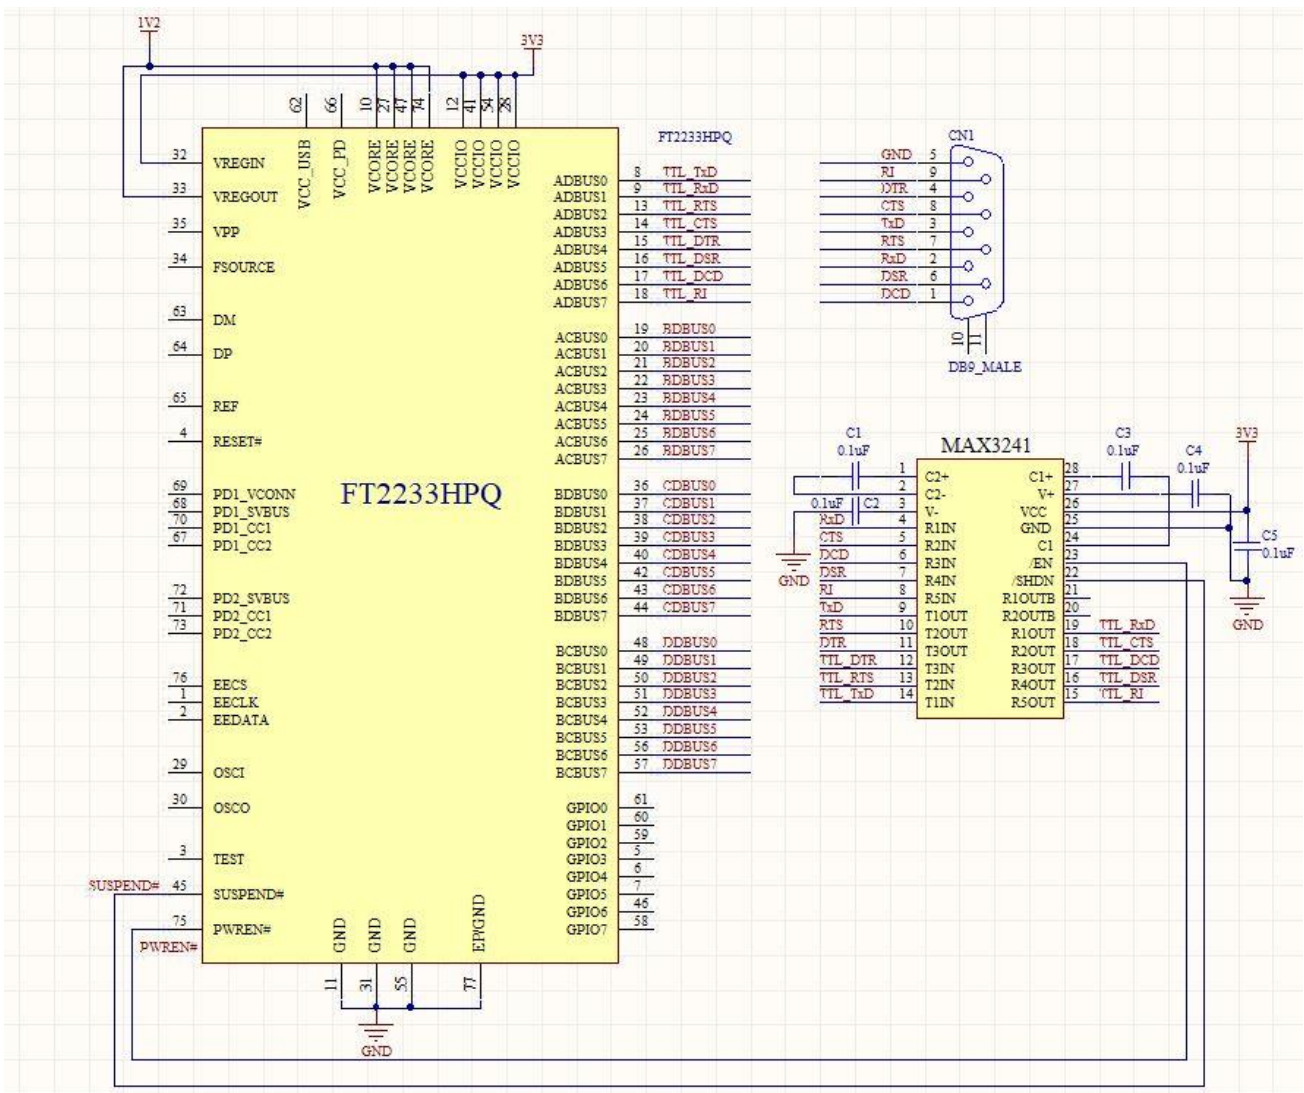 1V2
3V3
62
66
10
27
47
74
12
41
54
28
VCC_USB
VCC_PD
VCORE
VCORE
VCORE
VCORE
VCCIO
VCCIO
VCCIO
VCCIO
FT2233HPQ
32 VREGIN
33 VREGOUT
35 VPP
34 FSOURCE
63 DM
64 DP
65 REF
4 RESET#
69 PD1_VCONN
68 PD1_SVBUS
70 PD1_CC1
67 PD1_CC2
72 PD2_SVBUS
71 PD2_CC1
73 PD2_CC2
76 EECS
1 EECLK
2 EEDATA
29 OSCI
30 OSCO
3 TEST
SUSPEND# 45 SUSPEND#
75 PWREN#
PWREN#
FT2233HPQ
ADBUS0 8 TTL_TxD
ADBUS1 9 TTL_RxD
ADBUS2 13 TTL_RTS
ADBUS3 14 TTL_CTS
ADBUS4 15 TTL_DTR
ADBUS5 16 TTL_DSR
ADBUS6 17 TTL_DCD
ADBUS7 18 TTL_RI
ACBUS0 19 BDBUS0
ACBUS1 20 BDBUS1
ACBUS2 21 BDBUS2
ACBUS3 22 BDBUS3
ACBUS4 23 BDBUS4
ACBUS5 24 BDBUS5
ACBUS6 25 BDBUS6
ACBUS7 26 BDBUS7
BDBUS0 36 CDBUS0
BDBUS1 37 CDBUS1
BDBUS2 38 CDBUS2
BDBUS3 39 CDBUS3
BDBUS4 40 CDBUS4
BDBUS5 42 CDBUS5
BDBUS6 43 CDBUS6
BDBUS7 44 CDBUS7
BCBUS0 48 DDBUS0
BCBUS1 49 DDBUS1
BCBUS2 50 DDBUS2
BCBUS3 51 DDBUS3
BCBUS4 52 DDBUS4
BCBUS5 53 DDBUS5
BCBUS6 56 DDBUS6
BCBUS7 57 DDBUS7
GPIO0 61
GPIO1 60
GPIO2 59
GPIO3 5
GPIO4 6
GPIO5 7
GPIO6 46
GPIO7 58
GND
GND
GND
EP/GND
11
31
55
77
GND
CN1
GND 5
RI 9
DTR 4
CTS 8
TxD 3
RTS 7
RxD 2
DSR 6
DCD 1
10
11
DB9_MALE
C1
0.1uF
0.1uF C2
GND
MAX3241
C3
0.1uF
C4
0.1uF
3V3
C5
0.1uF
GND
1 C2+
2 C2-
3 V-
RxD 4 R1IN
CTS 5 R2IN
DCD 6 R3IN
DSR 7 R4IN
RI 8 R5IN
TxD 9 T1OUT
RTS 10 T2OUT
DTR 11 T3OUT
TTL_DTR 12 T3IN
TTL_RTS 13 T2IN
TTL_TxD 14 T1IN
C1+ 28
V+ 27
VCC 26
GND 25
C1 24
/EN 23
/SHDN 22
R1OUTB 21
R2OUTB 20
R1OUT 19 TTL_RxD
R2OUT 18 TTL_CTS
R3OUT 17 TTL_DCD
R4OUT 16 TTL_DSR
R5OUT 15 TTL_RI